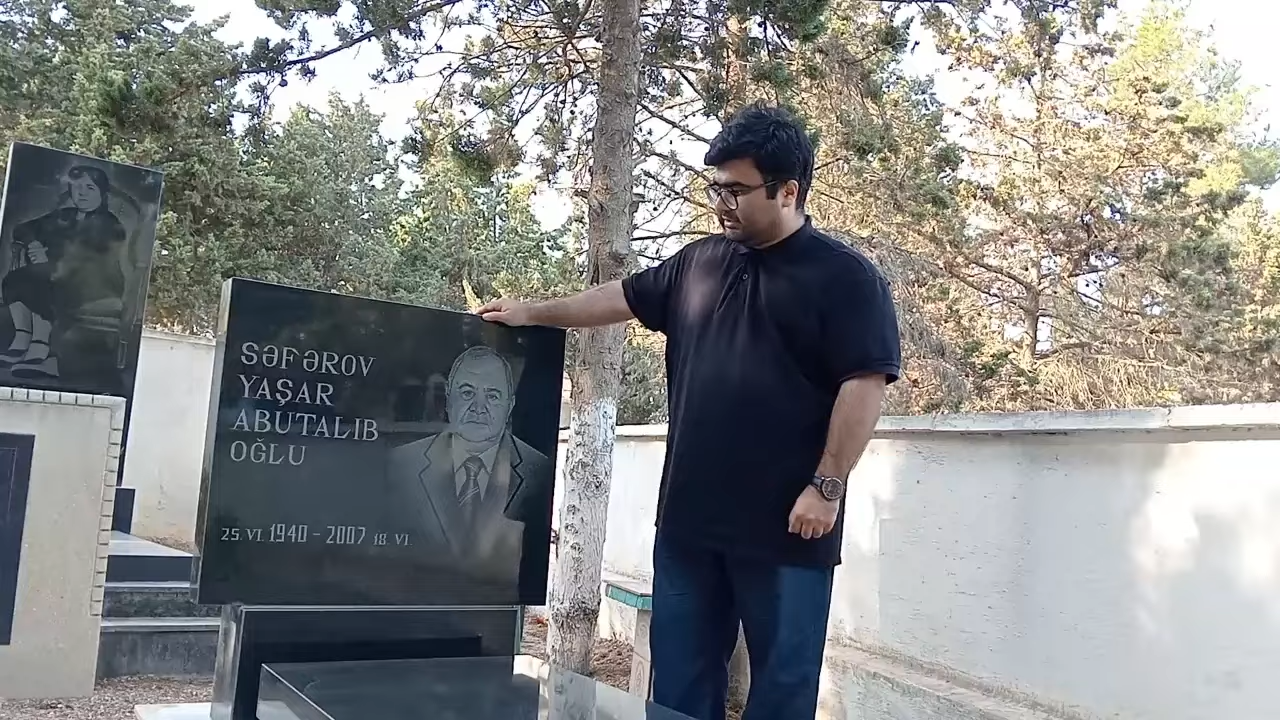 SƏFƏROV
YAŞAR
ABUTALIB
OĞLU
25. VI. 1940 - 2007 18. VI.